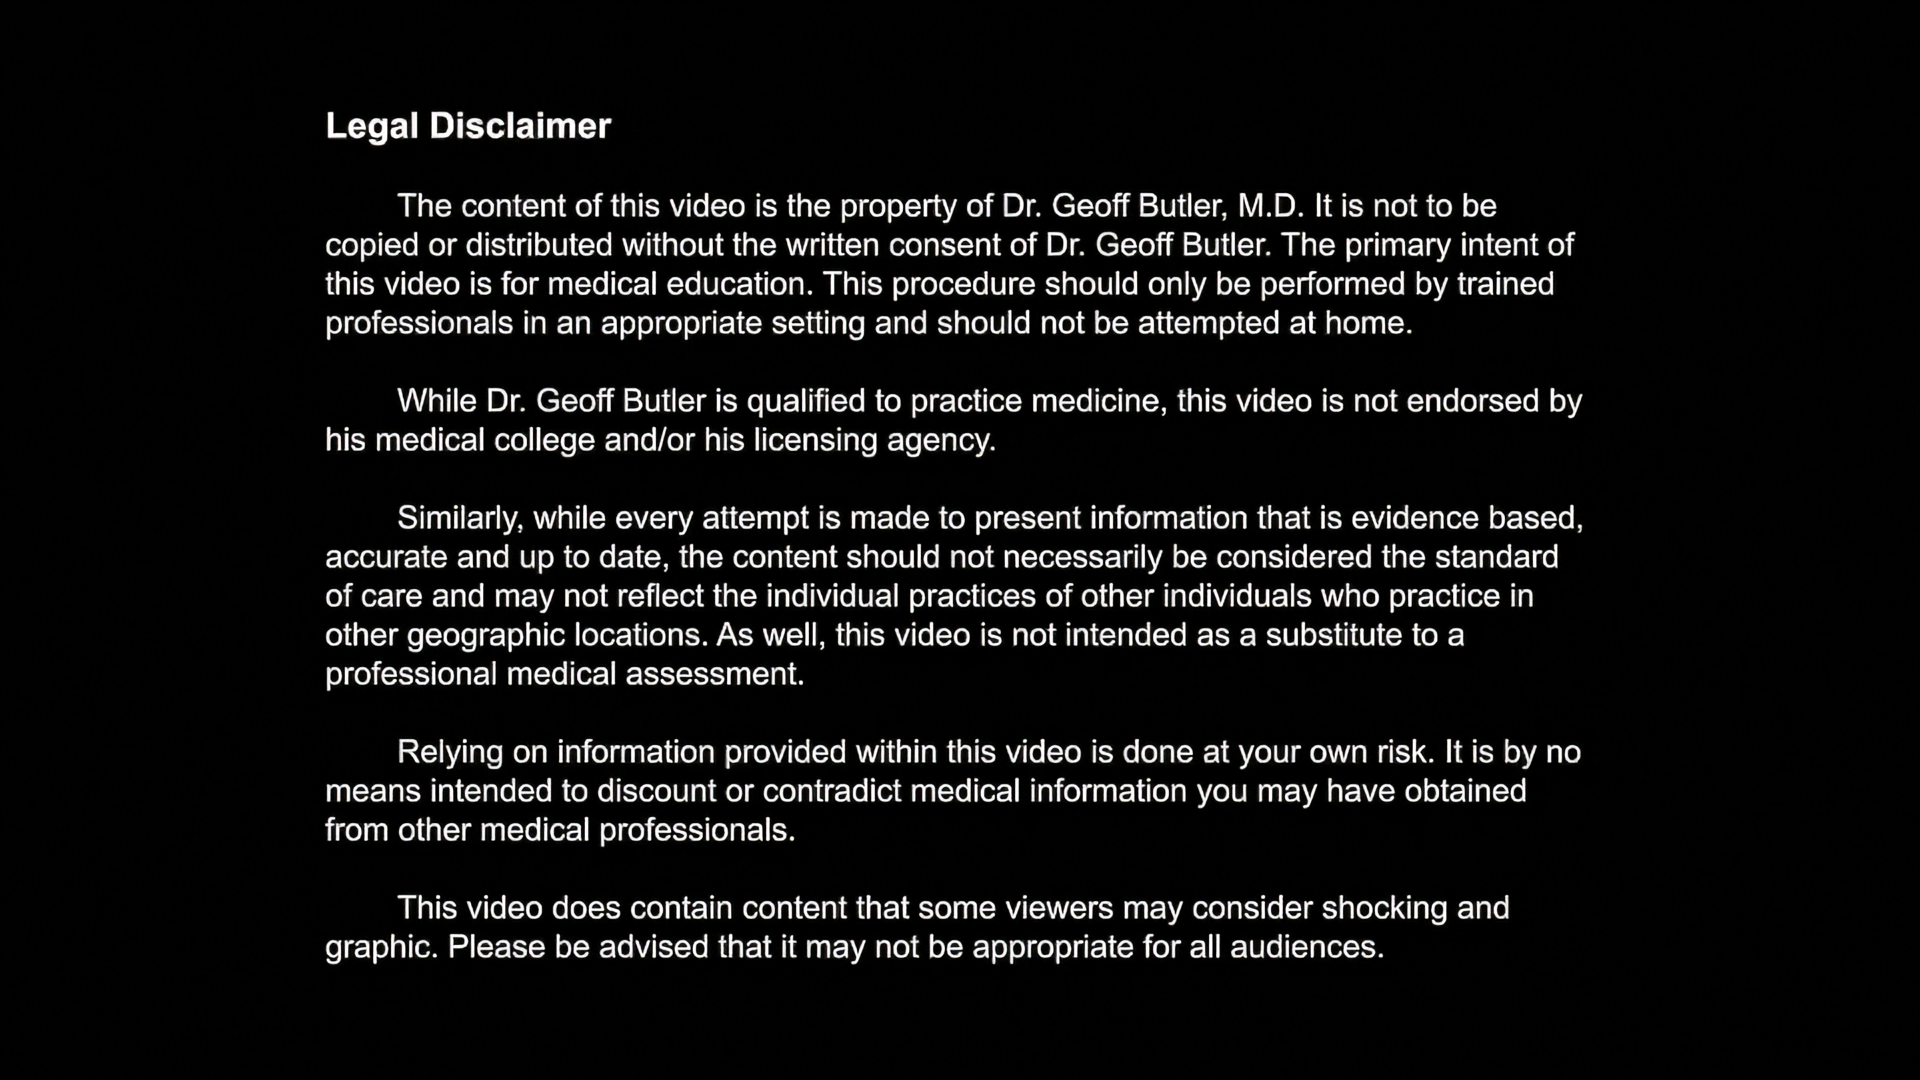 Legal Disclaimer
The content of this video is the property of Dr. Geoff Butler, M.D. It is not to be
copied or distributed without the written consent of Dr. Geoff Butler. The primary intent of
this video is for medical education. This procedure should only be performed by trained
professionals in an appropriate setting and should not be attempted at home.
While Dr. Geoff Butler is qualified to practice medicine, this video is not endorsed by
his medical college and/or his licensing agency.
Similarly, while every attempt is made to present information that is evidence based,
accurate and up to date, the content should not necessarily be considered the standard
of care and may not reflect the individual practices of other individuals who practice in
other geographic locations. As well, this video is not intended as a substitute to a
professional medical assessment.
Relying on information provided within this video is done at your own risk. It is by no
means intended to discount or contradict medical information you may have obtained
from other medical professionals.
This video does contain content that some viewers may consider shocking and
graphic. Please be advised that it may not be appropriate for all audiences.